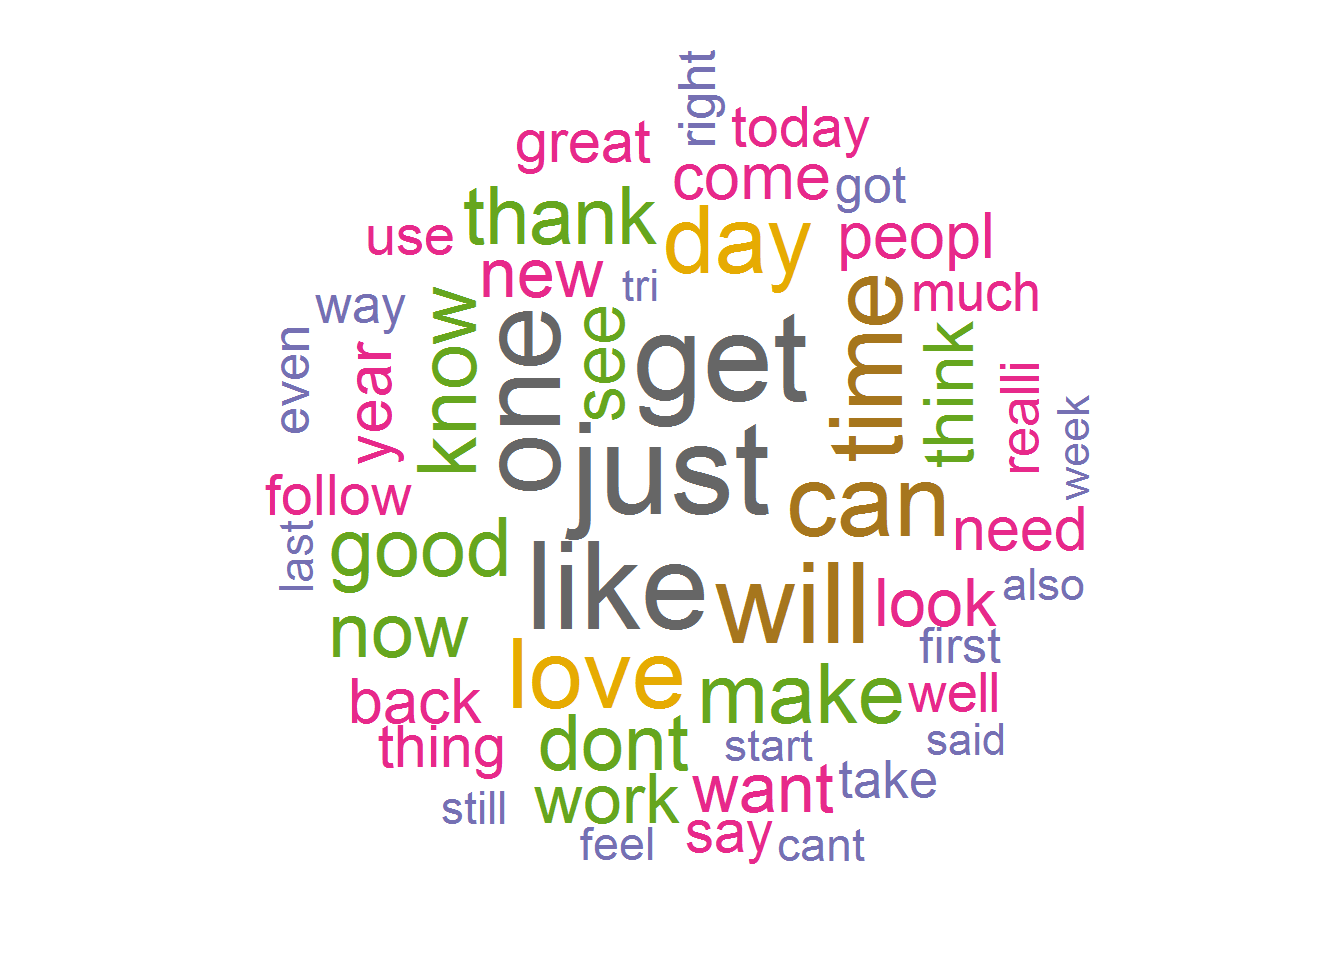 right
great
today
come
got
thank
day
use
peopl
new
tri
much
way
time
know
one
see
get
think
even
year
realli
week
just
follow
can
need
last
good
like
will
look
also
now
first
love
make
well
back
thing
dont
start
said
want
take
still
work
say
feel
cant